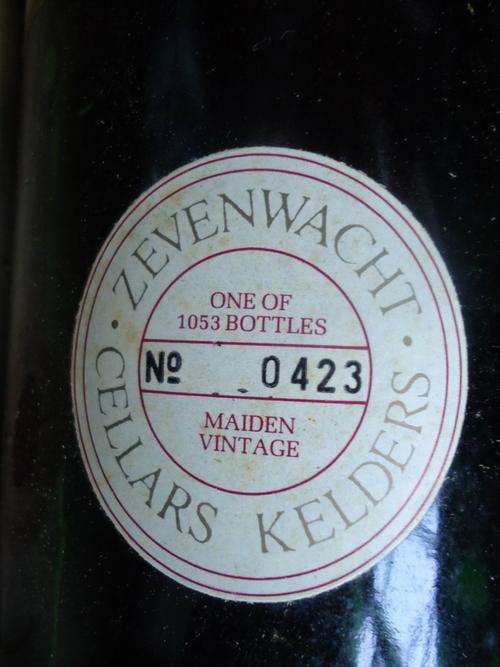 ZEVENWACHT
ONE OF
1053 BOTTLES
Nº 0423
MAIDEN
VINTAGE
CELLARS KELDERS